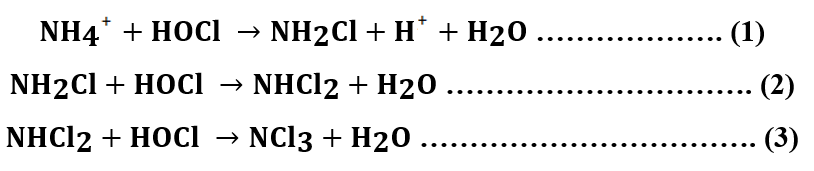 NH4⁺ + HOCl → NH2Cl + H⁺ + H2O ................... (1)
NH2Cl + HOCl → NHCl2 + H2O ............................... (2)
NHCl2 + HOCl → NCl3 + H2O .................................. (3)